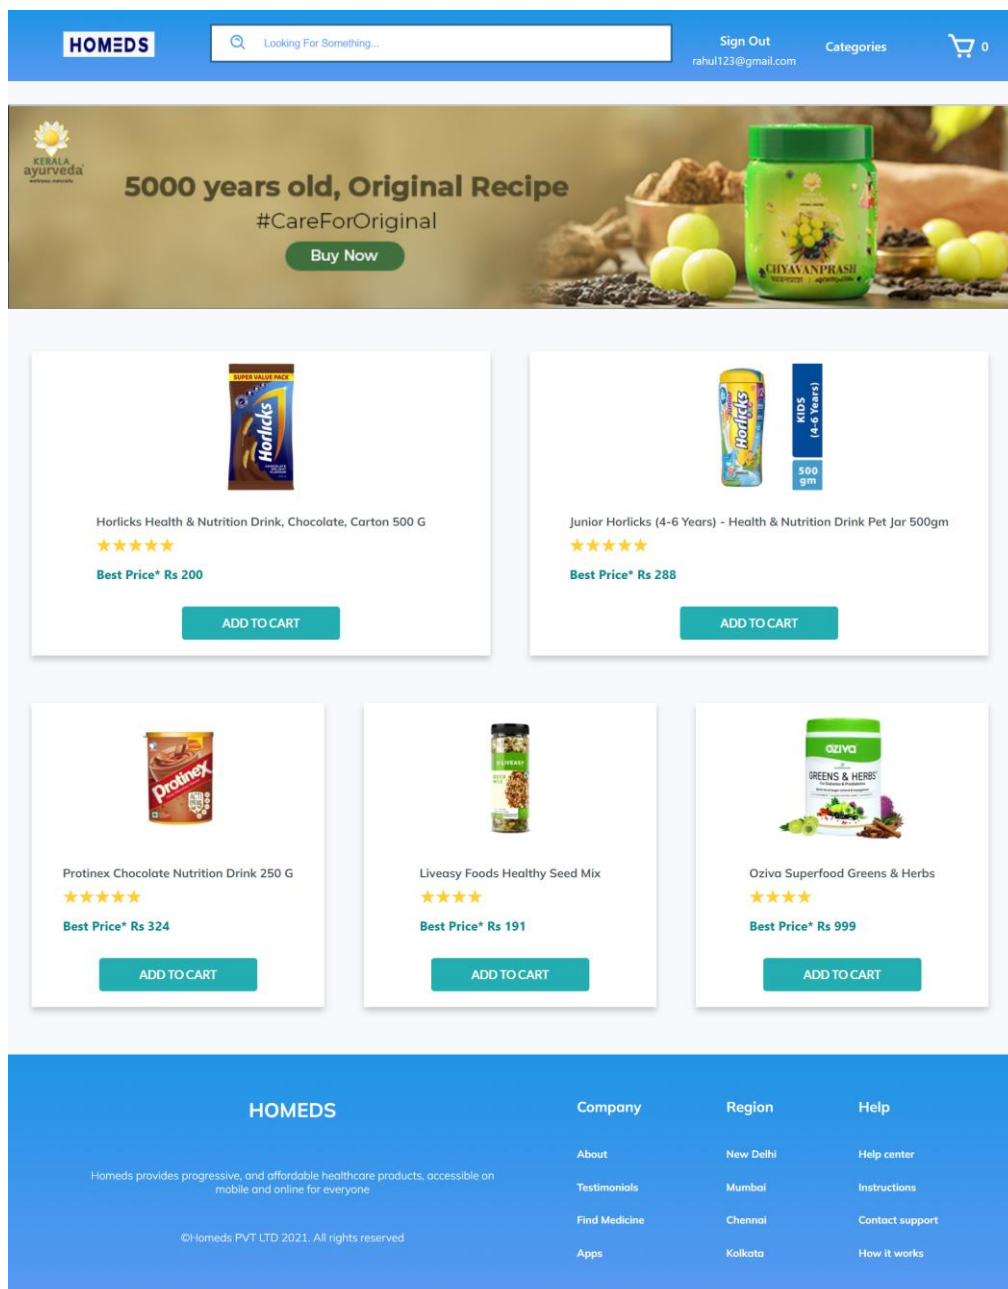 HOMEDS
Looking For Something...
Sign Out
rahul123@gmail.com
Categories
0
KERALA
ayurveda
wellness, naturally
5000 years old, Original Recipe
#CareForOriginal
Buy Now
CHYAVANPRASH
SUPER VALUE PACK
Horlicks
Junior
Horlicks
KIDS
(4-6 Years)
500
gm
Horlicks Health & Nutrition Drink, Chocolate, Carton 500 G
Best Price* Rs 200
ADD TO CART
Junior Horlicks (4-6 Years) - Health & Nutrition Drink Pet Jar 500gm
Best Price* Rs 288
ADD TO CART
Protinex
Protinex Chocolate Nutrition Drink 250 G
Best Price* Rs 324
ADD TO CART
LIVEASY
Liveasy Foods Healthy Seed Mix
Best Price* Rs 191
ADD TO CART
OZIVA
GREENS & HERBS
Oziva Superfood Greens & Herbs
Best Price* Rs 999
ADD TO CART
HOMEDS
Homeds provides progressive, and affordable healthcare products, accessible on
mobile and online for everyone
©Homeds PVT LTD 2021. All rights reserved
Company
About
Testimonials
Find Medicine
Apps
Region
New Delhi
Mumbai
Chennai
Kolkata
Help
Help center
Instructions
Contact support
How it works